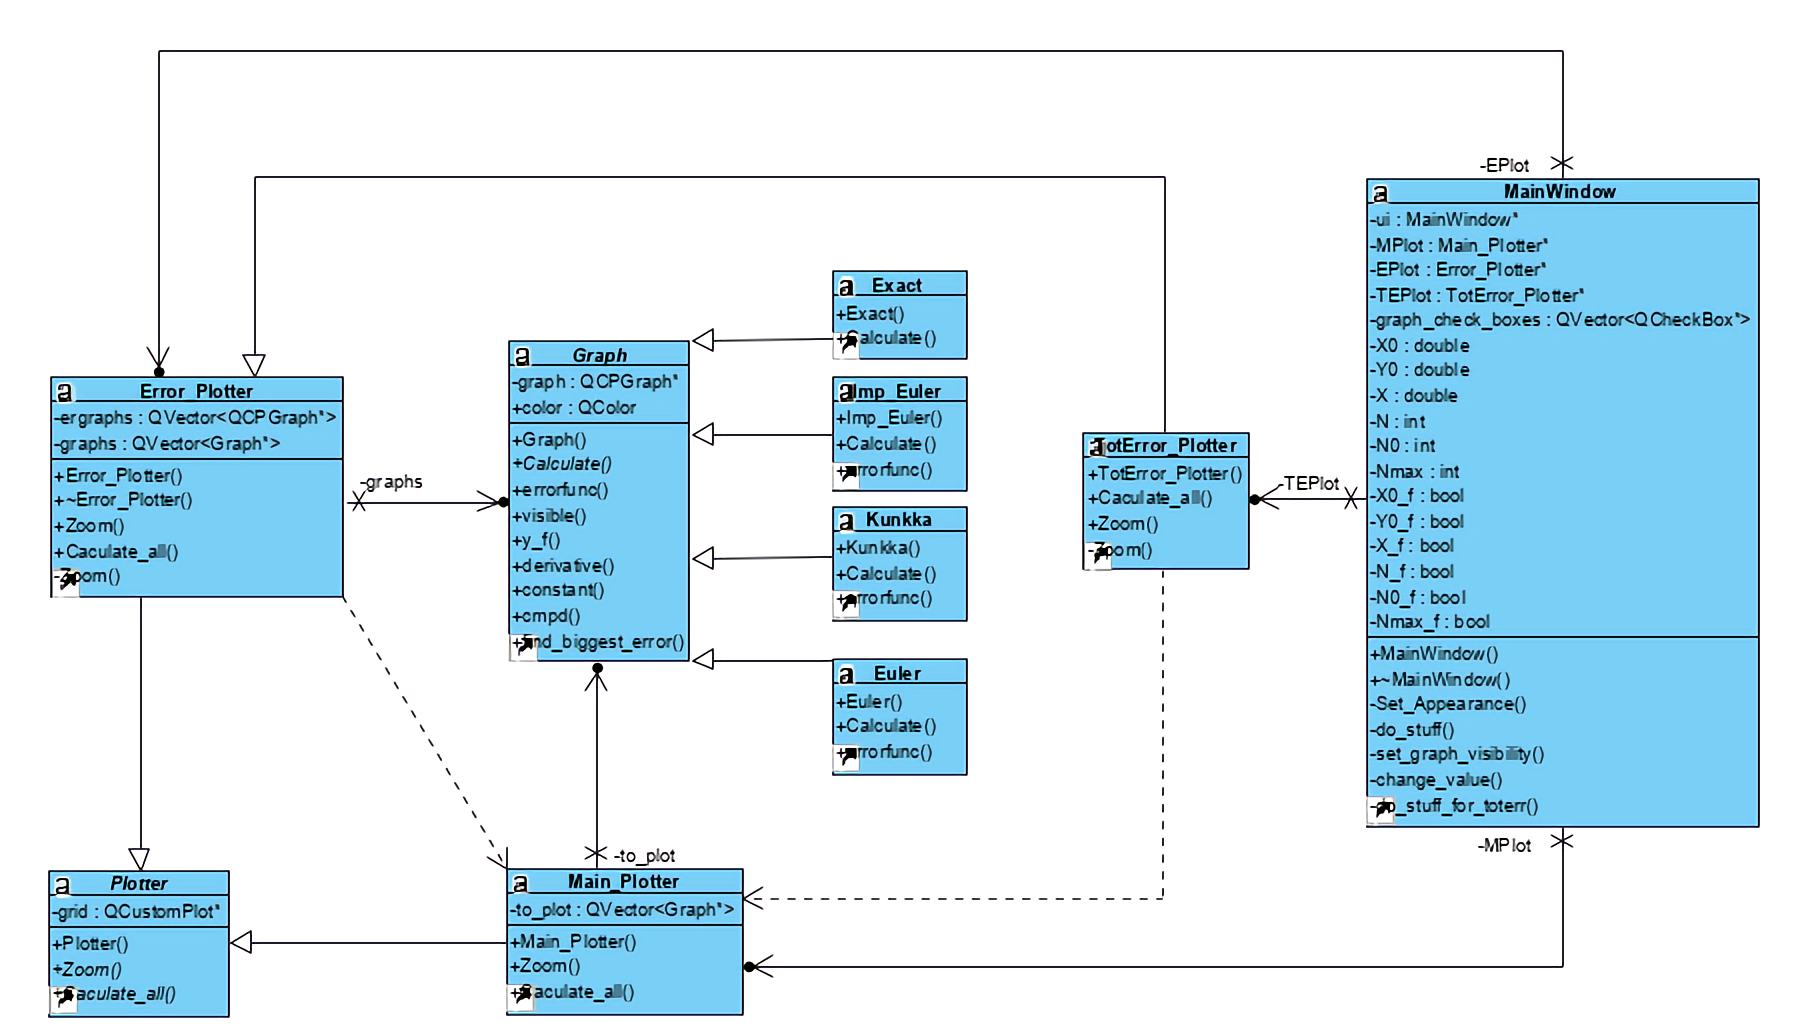 -EPlot
MainWindow
-ui : MainWindow*
-MPlot : Main_Plotter*
-EPlot : Error_Plotter*
-TEPlot : TotError_Plotter*
-graph_check_boxes : QVector<QCheckBox*>
-X0 : double
-Y0 : double
-X : double
-N : int
-N0 : int
-Nmax : int
-X0_f : bool
-Y0_f : bool
-X_f : bool
-N_f : bool
-N0_f : bool
-Nmax_f : bool
+MainWindow()
+~MainWindow()
-Set_Appearance()
-do_stuff()
-set_graph_visibility()
-change_value()
-do_stuff_for_toterr()
-MPlot
Exact
+Exact()
+Calculate()
Imp_Euler
+Imp_Euler()
+Calculate()
+errorfunc()
Kunkka
+Kunkka()
+Calculate()
+errorfunc()
Euler
+Euler()
+Calculate()
+errorfunc()
Graph
-graph : QCPGraph*
+color : QColor
+Graph()
+Calculate()
+errorfunc()
+visible()
+y_f()
+derivative()
+constant()
+cmpd()
+find_biggest_error()
Error_Plotter
-ergraphs : QVector<QCPGraph*>
-graphs : QVector<Graph*>
+Error_Plotter()
+~Error_Plotter()
+Zoom()
+Caculate_all()
-Zoom()
-graphs
TotError_Plotter
+TotError_Plotter()
+Caculate_all()
+Zoom()
-Zoom()
-TEPlot
-to_plot
Plotter
-grid : QCustomPlot*
+Plotter()
+Zoom()
+Caculate_all()
Main_Plotter
-to_plot : QVector<Graph*>
+Main_Plotter()
+Zoom()
+Caculate_all()